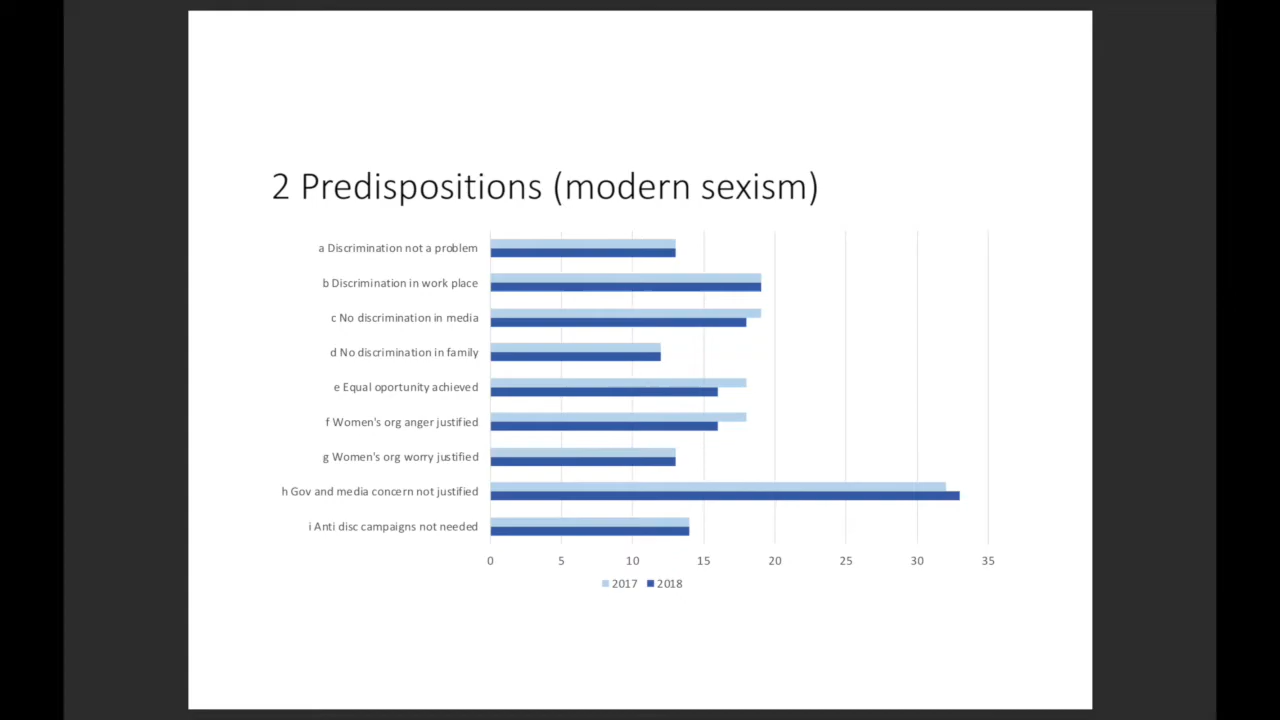 2 Predispositions (modern sexism)
a Discrimination not a problem
b Discrimination in work place
c No discrimination in media
d No discrimination in family
e Equal oportunity achieved
f Women's org anger justified
g Women's org worry justified
h Gov and media concern not justified
i Anti disc campaigns not needed
0 5 10 15 20 25 30 35
2017 2018